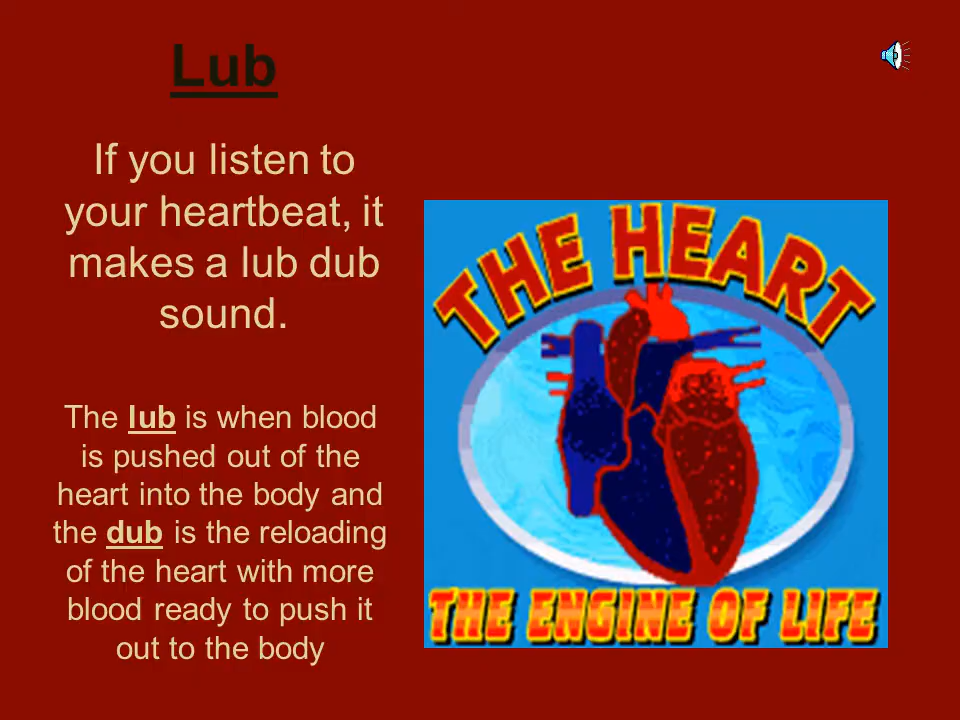 Lub
If you listen to
your heartbeat, it
makes a lub dub
sound.
The lub is when blood
is pushed out of the
heart into the body and
the dub is the reloading
of the heart with more
blood ready to push it
out to the body
THE HEART
THE ENGINE OF LIFE